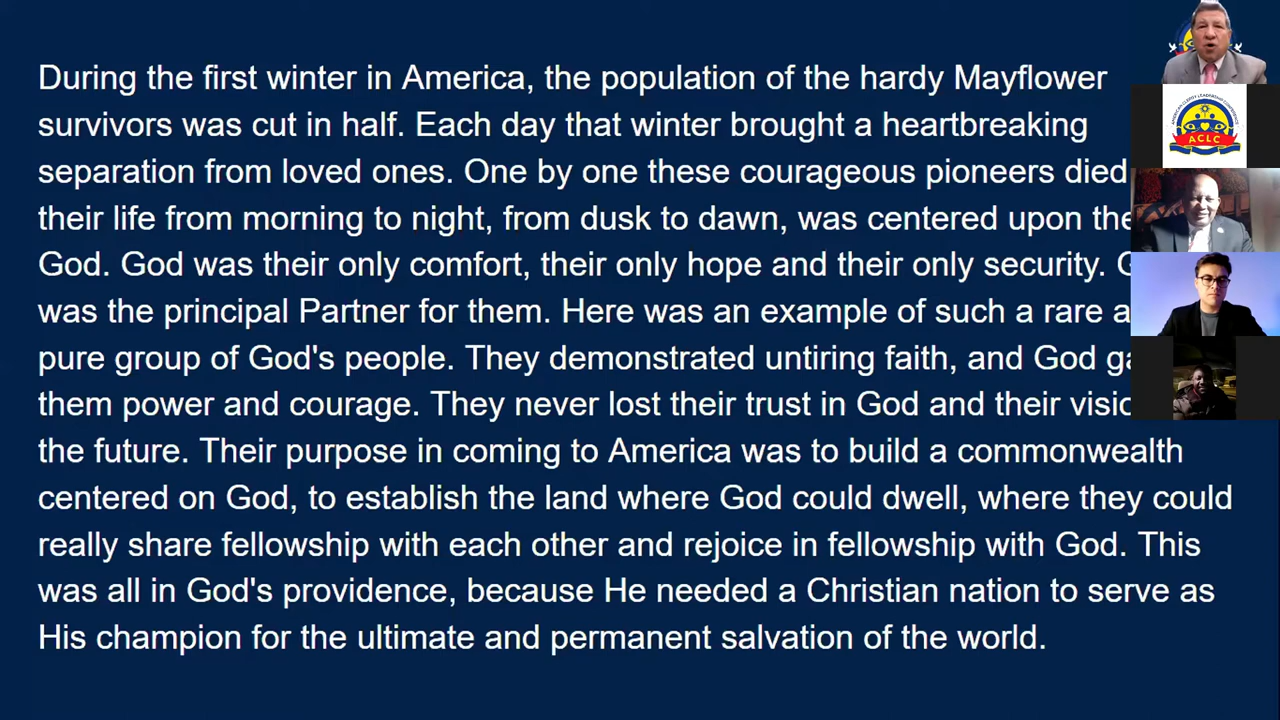 During the first winter in America, the population of the hardy Mayflower
survivors was cut in half. Each day that winter brought a heartbreaking
separation from loved ones. One by one these courageous pioneers died
their life from morning to night, from dusk to dawn, was centered upon
God. God was their only comfort, their only hope and their only security.
was the principal Partner for them. Here was an example of such a rare
pure group of God's people. They demonstrated untiring faith, and God
them power and courage. They never lost their trust in God and their
the future. Their purpose in coming to America was to build a commonwealth
centered on God, to establish the land where God could dwell, where they could
really share fellowship with each other and rejoice in fellowship with God. This
was all in God's providence, because He needed a Christian nation to serve as
His champion for the ultimate and permanent salvation of the world.
AMERICAN CLERGY LEADERSHIP CONFERENCE
ACLC